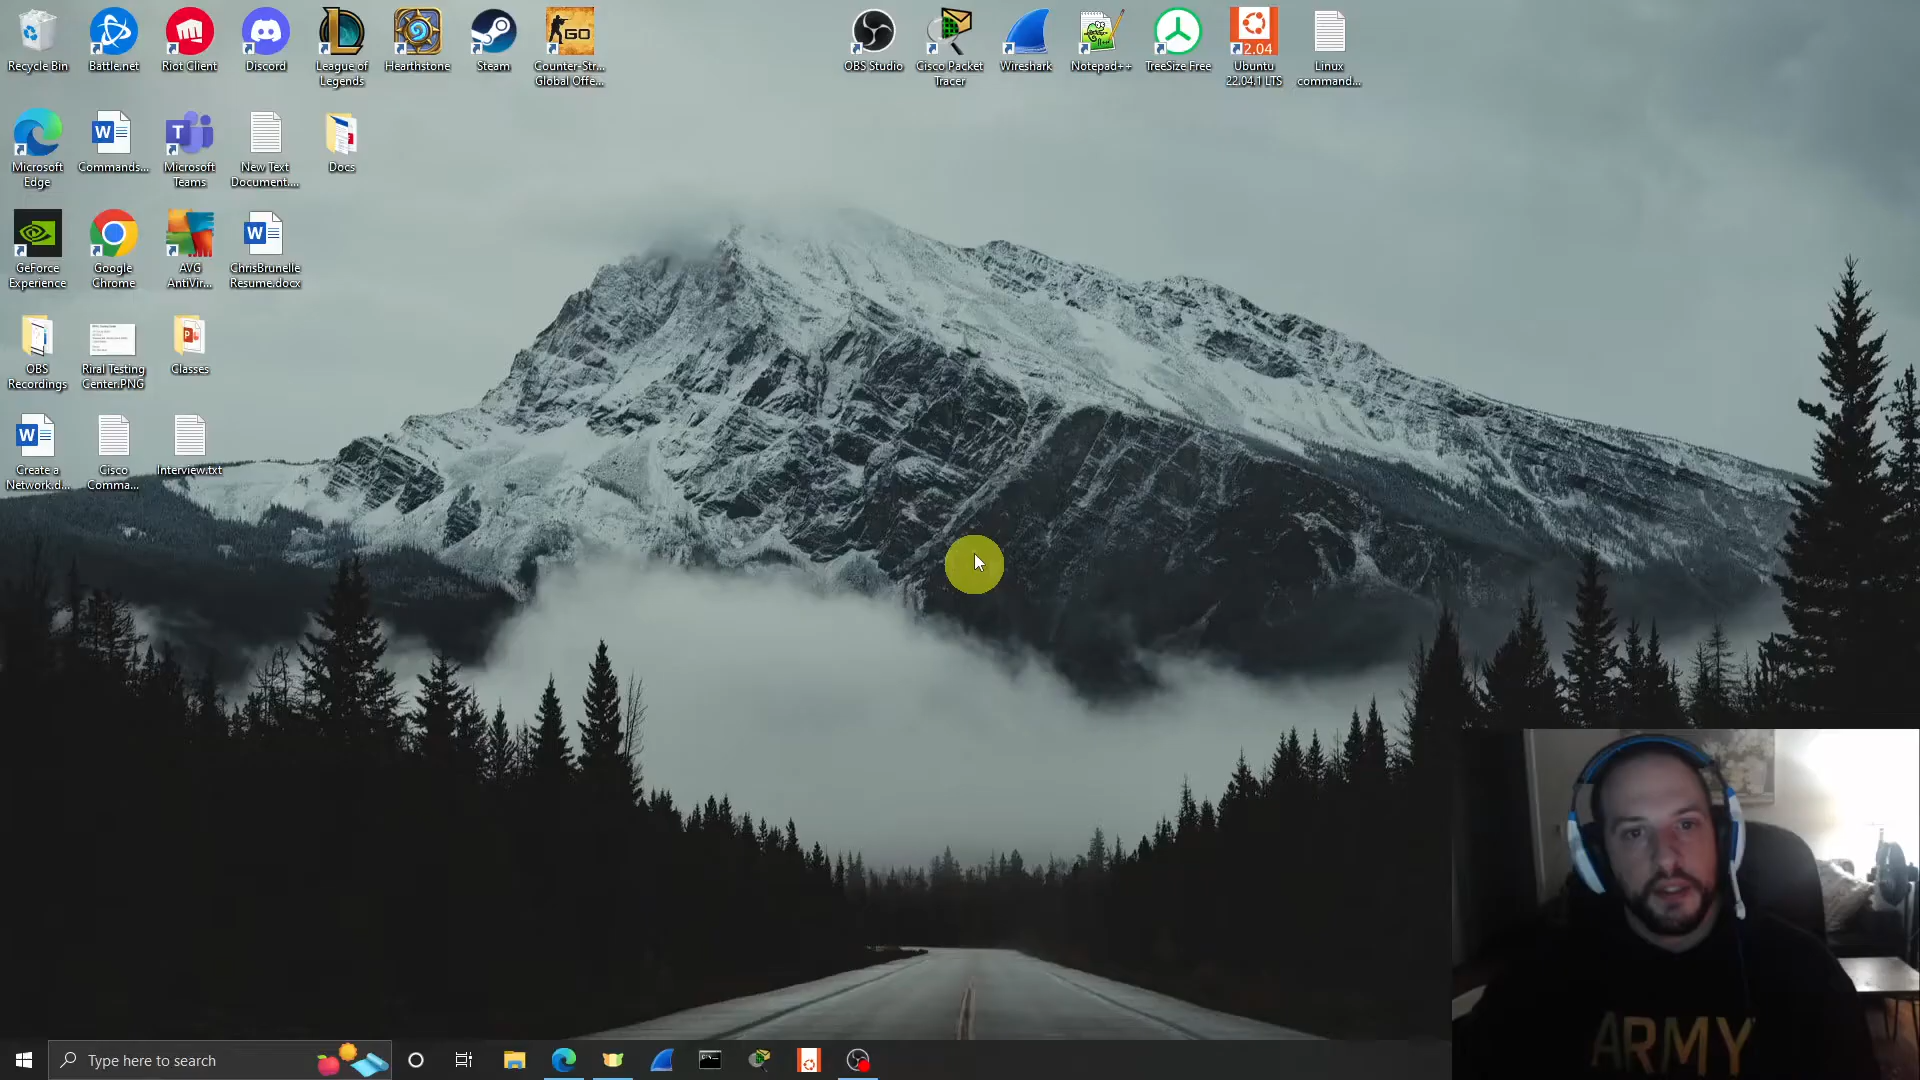 Recycle Bin
Battle.net
Riot Client
Discord
League of
Legends
Hearthstone
Steam
GO
Counter-Str...
Global Offe...
OBS Studio
Cisco Packet
Tracer
Wireshark
Notepad++
TreeSize Free
22.04
Ubuntu
22.04.1 LTS
Linux
command...
Microsoft
Edge
W
Commands...
T
Microsoft
Teams
New Text
Document....
Docs
GeForce
Experience
Google
Chrome
AVG
AntiVir...
W
ChrisBrunelle
Resume.docx
OBS
Recordings
Riral Testing
Center.PNG
P
Classes
W
Create a
Network.d...
Cisco
Comma...
Interview.txt
ARMY
Type here to search